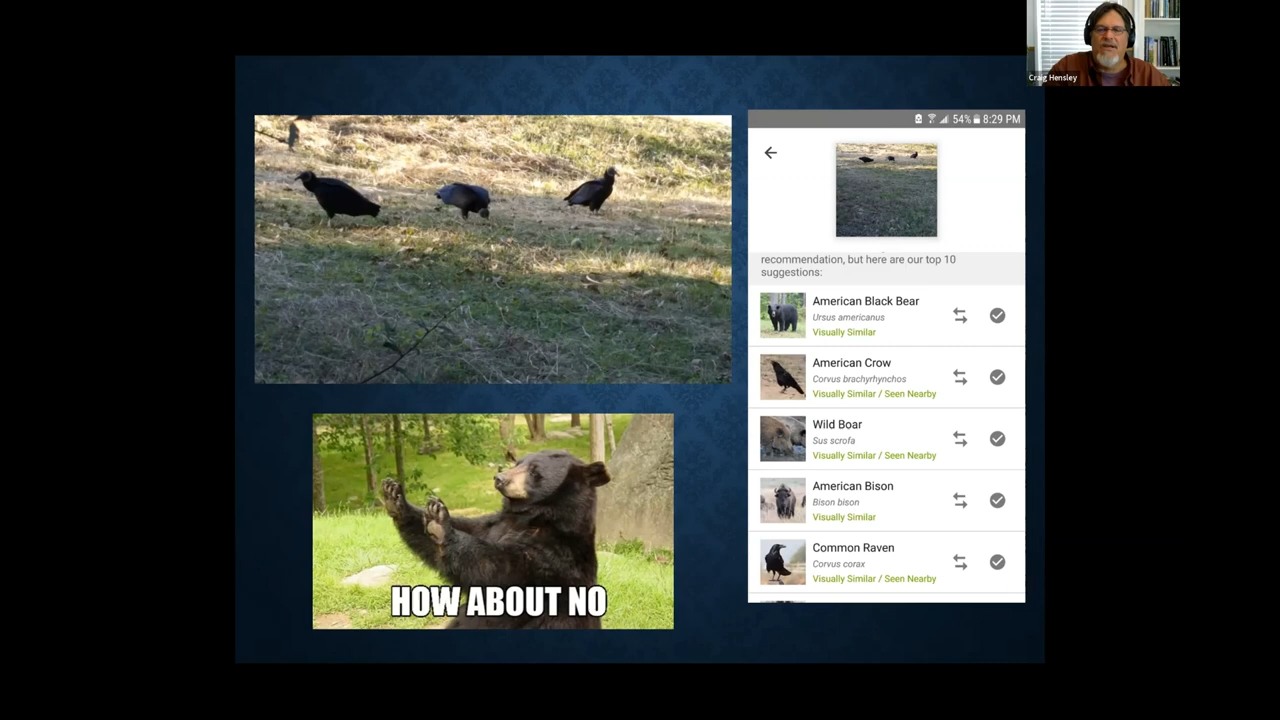 Craig Hensley
54% 8:29 PM
recommendation, but here are our top 10
suggestions:
American Black Bear
Ursus americanus
Visually Similar
American Crow
Corvus brachyrhynchos
Visually Similar / Seen Nearby
Wild Boar
Sus scrofa
Visually Similar / Seen Nearby
American Bison
Bison bison
Visually Similar
Common Raven
Corvus corax
Visually Similar / Seen Nearby
HOW ABOUT NO